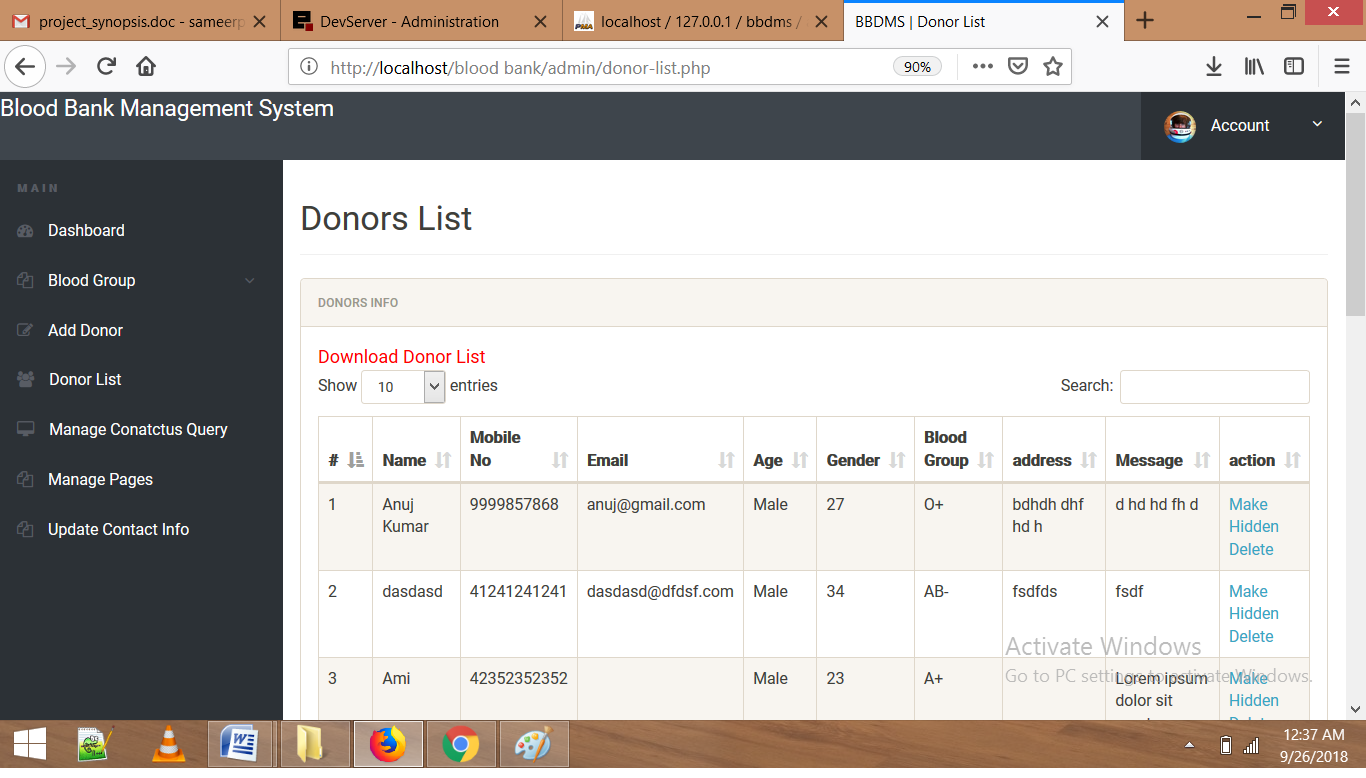 project_synopsis.doc - sameerp
DevServer - Administration
localhost / 127.0.0.1 / bbdms /
BBDMS | Donor List
http://localhost/blood bank/admin/donor-list.php
90%
Blood Bank Management System
Account
MAIN
Dashboard
Blood Group
Add Donor
Donor List
Manage Conatctus Query
Manage Pages
Update Contact Info
Donors List
DONORS INFO
Download Donor List
Show 10 entries
Search:
# Name Mobile No Email Age Gender Blood Group address Message action
1 Anuj Kumar 9999857868 anuj@gmail.com Male 27 O+ bdhdh dhf hd h d hd hd fh d Make Hidden Delete
2 dasdasd 41241241241 dasdasd@dfdsf.com Male 34 AB- fsdfds fsdf Make Hidden Delete
3 Ami 42352352352 Male 23 A+ Lorem ipsum dolor sit Make Hidden
Activate Windows
Go to PC settings to activate Windows.
12:37 AM
9/26/2018